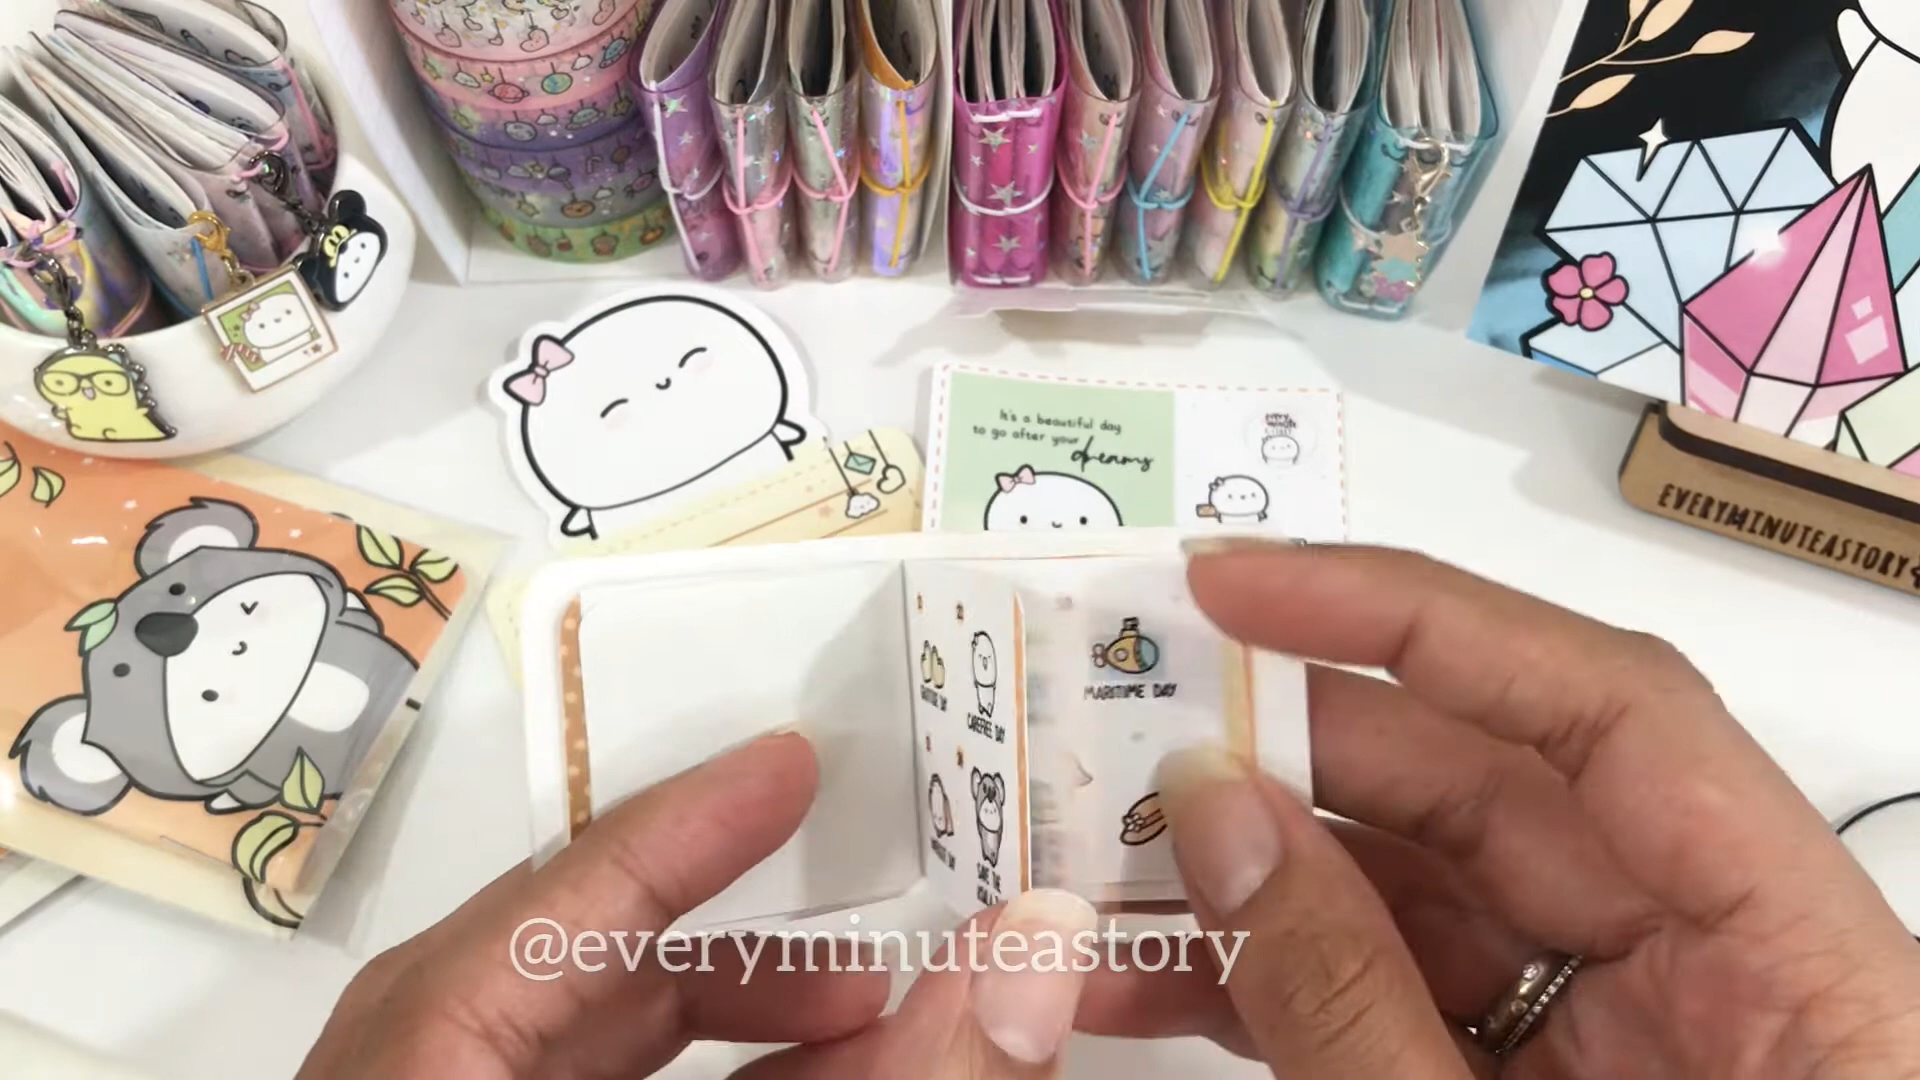 It's a beautiful day
to go after your
dreams
EVERYMINUTEASTORY
MARITIME DAY
CAREFREE DAY
SAVE THE
@everyminuteastory